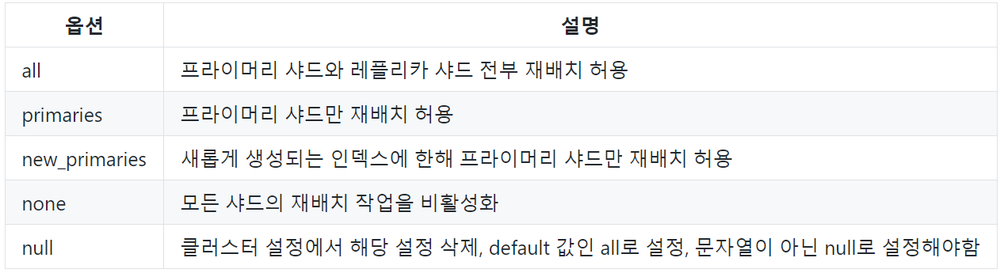 옵션 설명
all 프라이머리 샤드와 레플리카 샤드 전부 재배치 허용
primaries 프라이머리 샤드만 재배치 허용
new_primaries 새롭게 생성되는 인덱스에 한해 프라이머리 샤드만 재배치 허용
none 모든 샤드의 재배치 작업을 비활성화
null 클러스터 설정에서 해당 설정 삭제, default 값인 all로 설정, 문자열이 아닌 null로 설정해야함